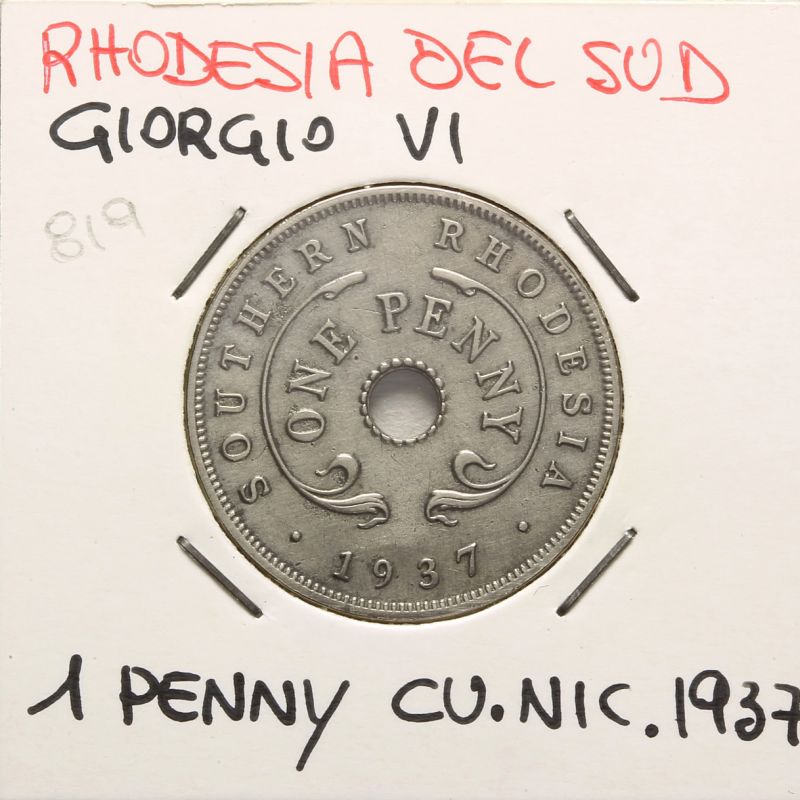 RHODESIA DEL SUD
GIORGIO VI
819
SOUTHERN RHODESIA
ONE PENNY
· 1937 ·
1 PENNY CU.NIC.1937